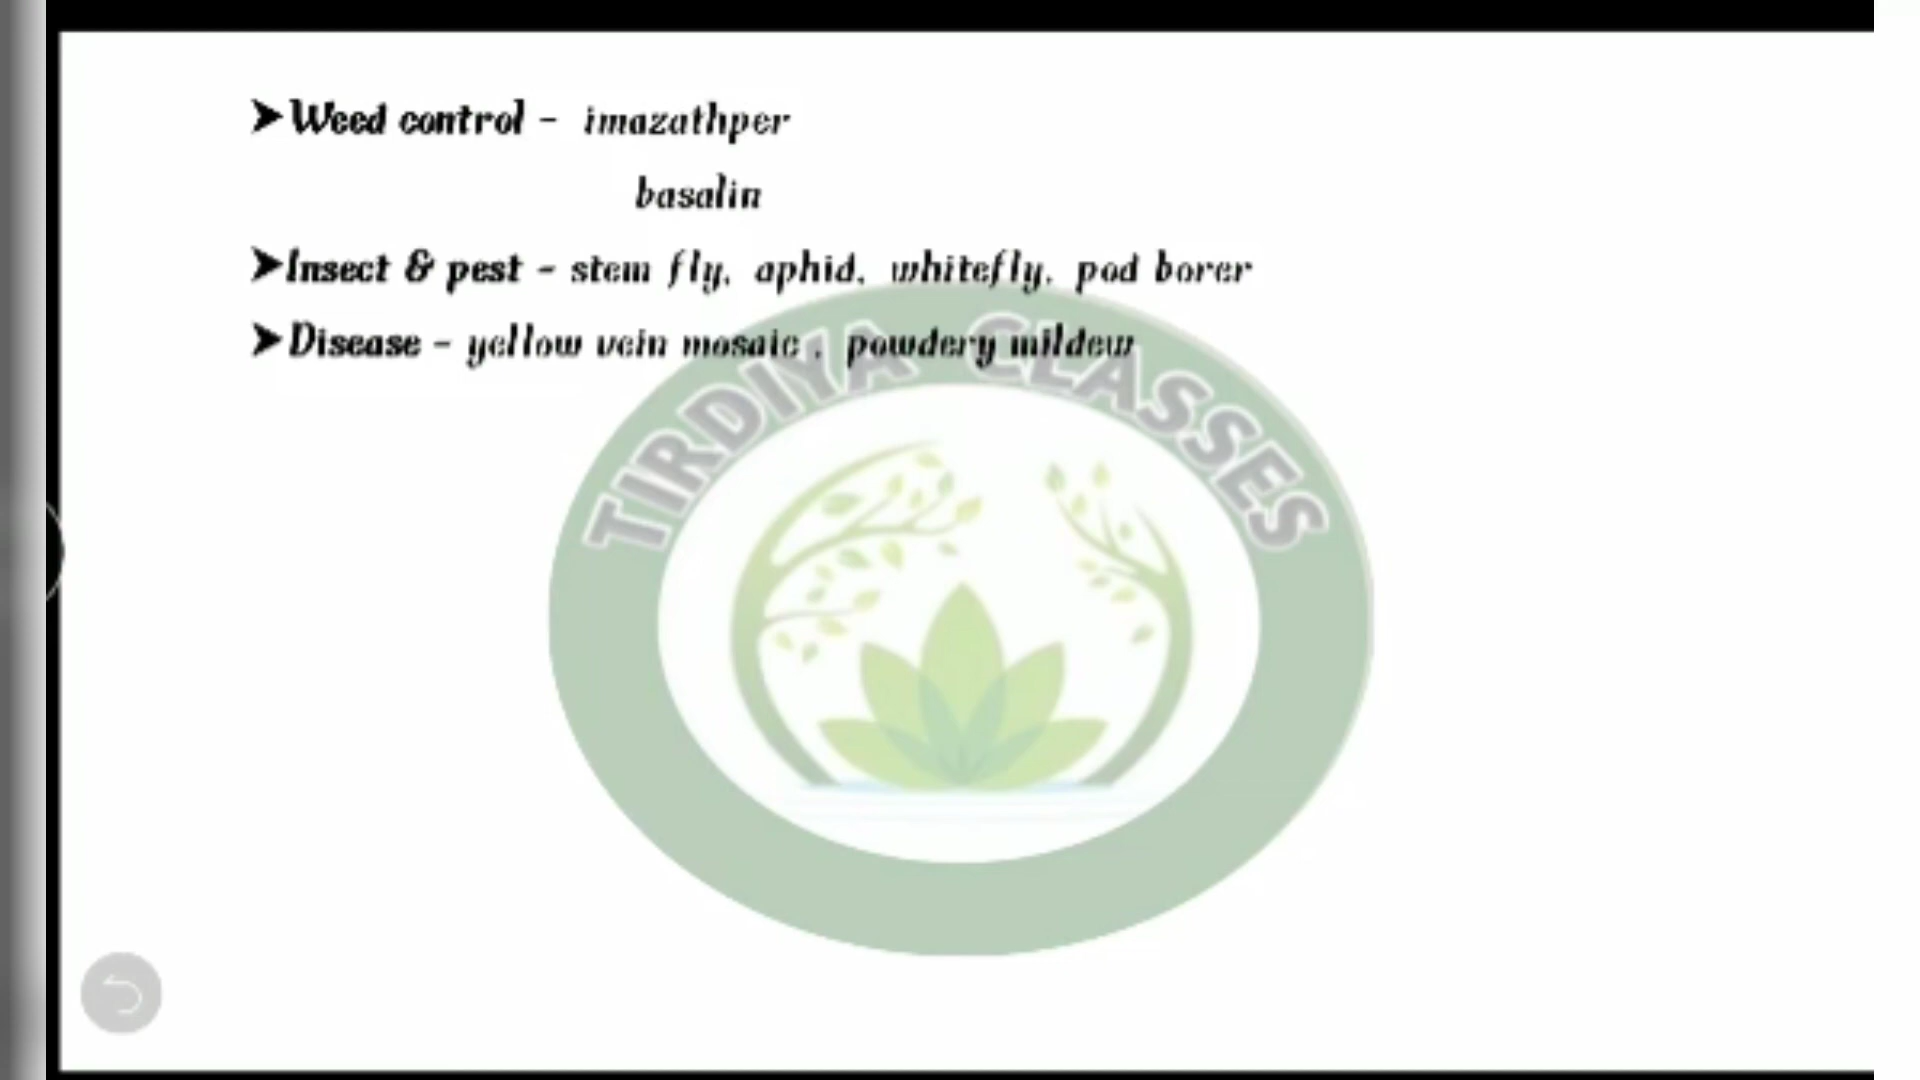 ➤Weed control - imazathper
basalin
➤Insect & pest - stem fly, aphid, whitefly, pod borer
➤Disease - yellow vein mosaic , powdery mildew
TIRDIYA CLASSES